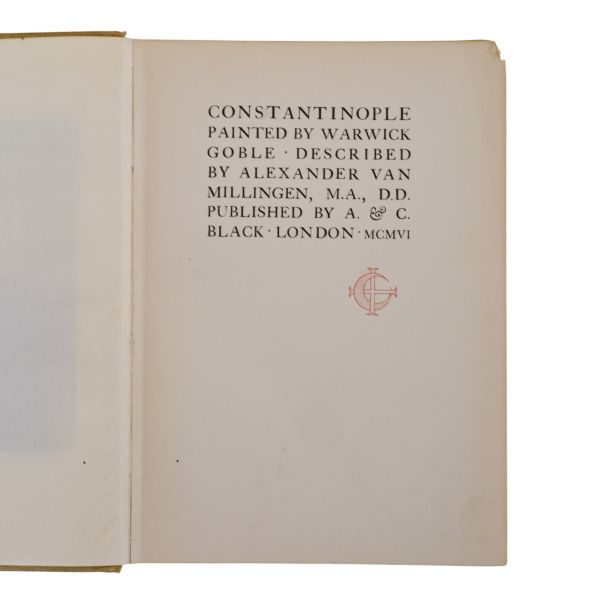 CONSTANTINOPLE
PAINTED BY WARWICK
GOBLE · DESCRIBED
BY ALEXANDER VAN
MILLINGEN, M.A., D.D.
PUBLISHED BY A. & C.
BLACK · LONDON · MCMVI